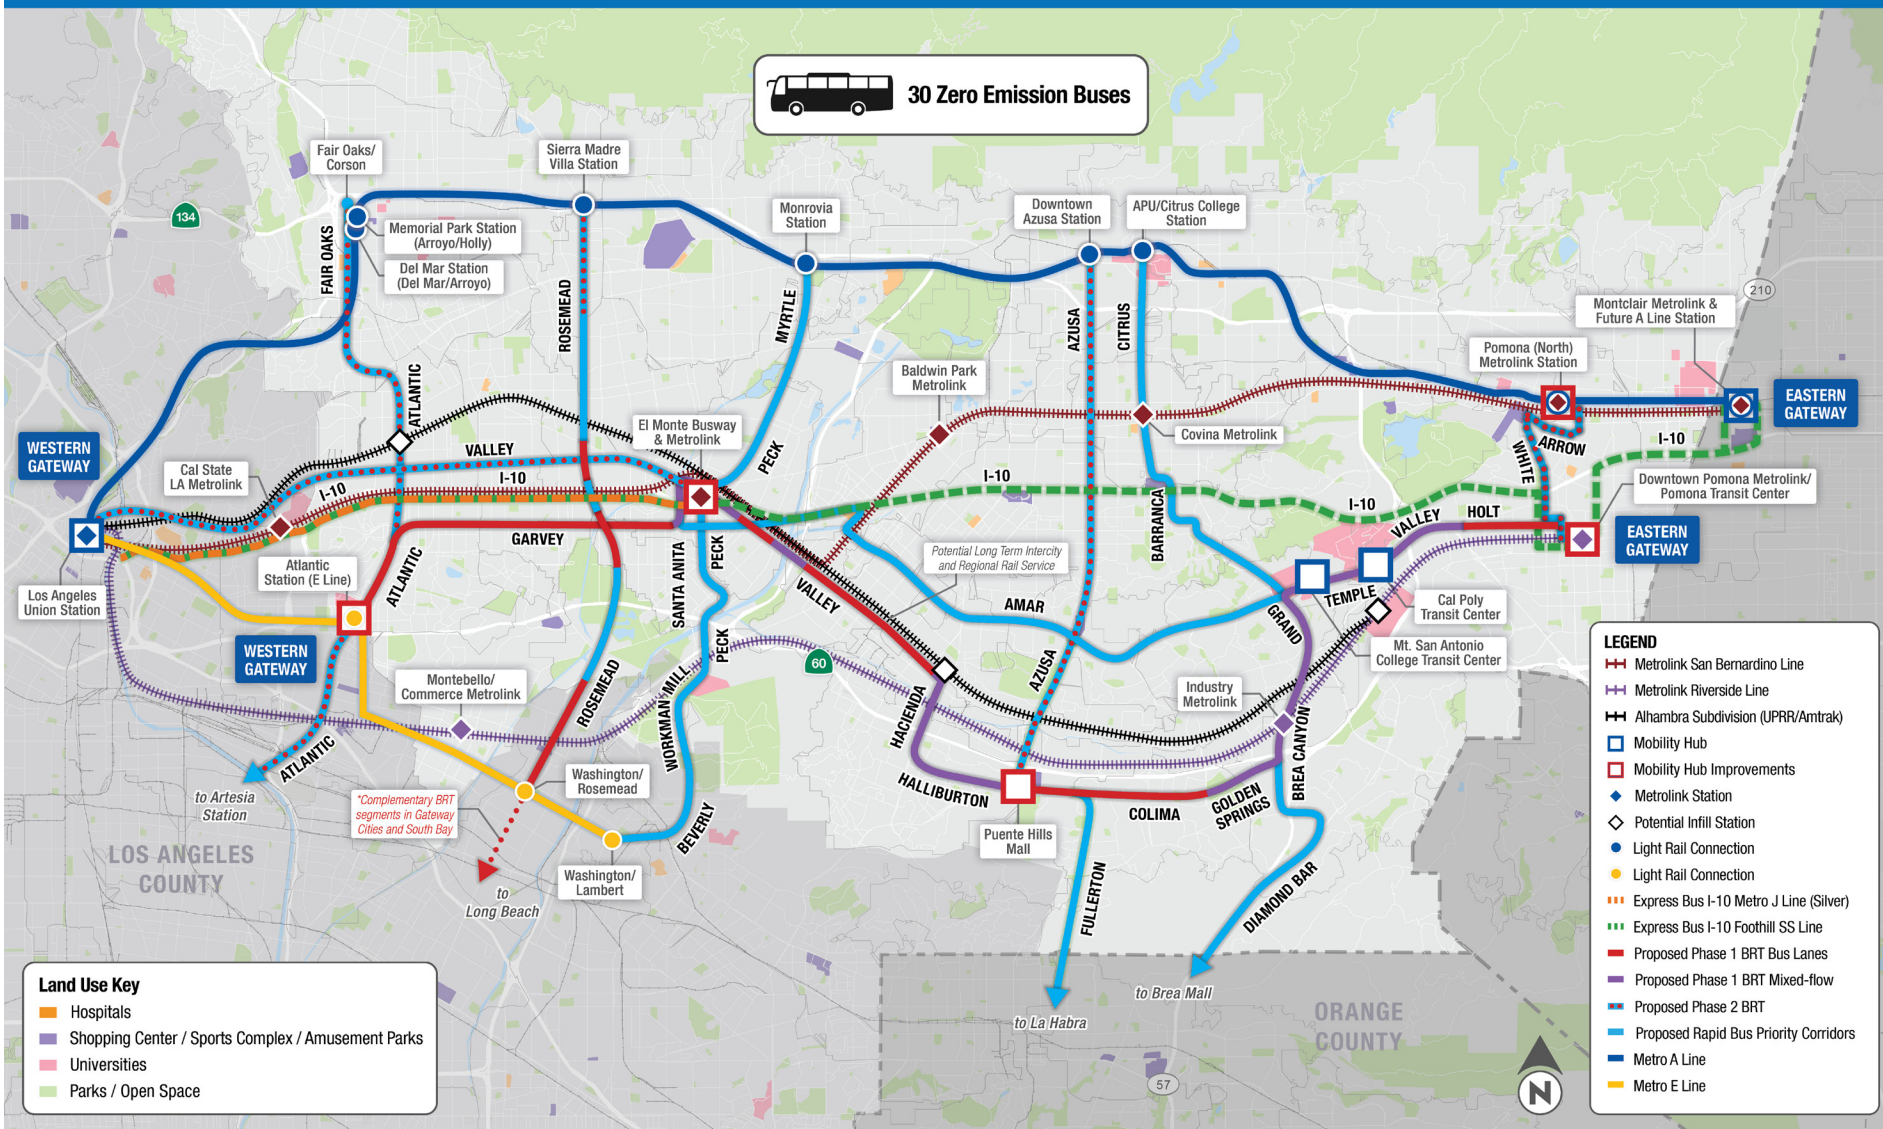 30 Zero Emission Buses
Fair Oaks/
Corson
Sierra Madre
Villa Station
134
Memorial Park Station
(Arroyo/Holly)
Del Mar Station
(Del Mar/Arroyo)
FAIR OAKS
ROSEMEAD
Monrovia
Station
MYRTLE
Downtown
Azusa Station
APU/Citrus College
Station
AZUSA
CITRUS
210
Montclair Metrolink &
Future A Line Station
Pomona (North)
Metrolink Station
EASTERN
GATEWAY
ATLANTIC
Baldwin Park
Metrolink
Covina Metrolink
El Monte Busway
& Metrolink
PECK
VALLEY
WESTERN
GATEWAY
Cal State
LA Metrolink
I-10
I-10
I-10
I-10
I-10
ARROW
WHITE
Downtown Pomona Metrolink/
Pomona Transit Center
HOLT
VALLEY
EASTERN
GATEWAY
BARRANCA
GARVEY
Atlantic
Station (E Line)
ATLANTIC
Los Angeles
Union Station
SANTA ANITA
PECK
Potential Long Term Intercity
and Regional Rail Service
VALLEY
AMAR
GRAND
TEMPLE
Cal Poly
Transit Center
Mt. San Antonio
College Transit Center
WESTERN
GATEWAY
PECK
60
AZUSA
Montebello/
Commerce Metrolink
ROSEMEAD
WORKMAN MILL
HACIENDA
Industry
Metrolink
BREA CANYON
ATLANTIC
to Artesia
Station
*Complementary BRT
segments in Gateway
Cities and South Bay
Washington/
Rosemead
HALLIBURTON
COLIMA
GOLDEN
SPRINGS
Puente Hills
Mall
BEVERLY
Washington/
Lambert
to
Long Beach
LOS ANGELES
COUNTY
FULLERTON
DIAMOND BAR
to Brea Mall
to La Habra
ORANGE
COUNTY
57
N
Land Use Key
Hospitals
Shopping Center / Sports Complex / Amusement Parks
Universities
Parks / Open Space
LEGEND
Metrolink San Bernardino Line
Metrolink Riverside Line
Alhambra Subdivision (UPRR/Amtrak)
Mobility Hub
Mobility Hub Improvements
Metrolink Station
Potential Infill Station
Light Rail Connection
Light Rail Connection
Express Bus I-10 Metro J Line (Silver)
Express Bus I-10 Foothill SS Line
Proposed Phase 1 BRT Bus Lanes
Proposed Phase 1 BRT Mixed-flow
Proposed Phase 2 BRT
Proposed Rapid Bus Priority Corridors
Metro A Line
Metro E Line